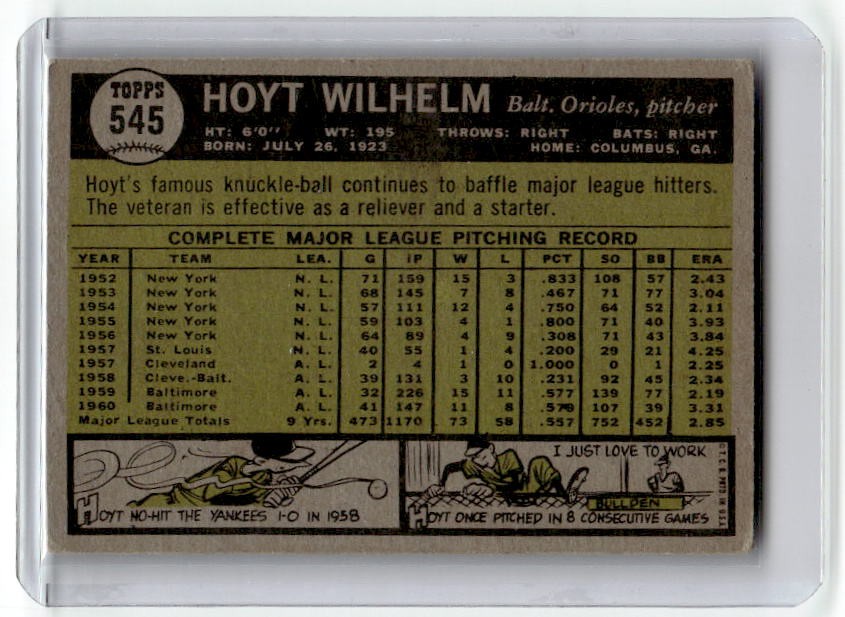 TOPPS
545
HOYT WILHELM Balt. Orioles, pitcher
HT: 6'0" WT: 195 THROWS: RIGHT BATS: RIGHT
BORN: JULY 26, 1923 HOME: COLUMBUS, GA.
Hoyt's famous knuckle-ball continues to baffle major league hitters.
The veteran is effective as a reliever and a starter.
COMPLETE MAJOR LEAGUE PITCHING RECORD
YEAR TEAM LEA. G IP W L PCT SO BB ERA
1952 New York N. L. 71 159 15 3 .833 108 57 2.43
1953 New York N. L. 68 145 7 8 .467 71 77 3.04
1954 New York N. L. 57 111 12 4 .750 64 52 2.11
1955 New York N. L. 59 103 4 1 .800 71 40 3.93
1956 New York N. L. 64 89 4 9 .308 71 43 3.84
1957 St. Louis N. L. 40 55 1 4 .200 29 21 4.25
1957 Cleveland A. L. 2 4 1 0 1.000 0 1 2.25
1958 Cleve.-Balt. A. L. 39 131 3 10 .231 92 45 2.34
1959 Baltimore A. L. 32 226 15 11 .577 139 77 2.19
1960 Baltimore A. L. 41 147 11 8 .579 107 39 3.31
Major League Totals 9 Yrs. 473 1170 73 58 .557 752 452 2.85
HOYT NO-HIT THE YANKEES 1-0 IN 1958
I JUST LOVE TO WORK
BULLPEN
HOYT ONCE PITCHED IN 8 CONSECUTIVE GAMES
© T.C.G. PRTD. IN U.S.A.